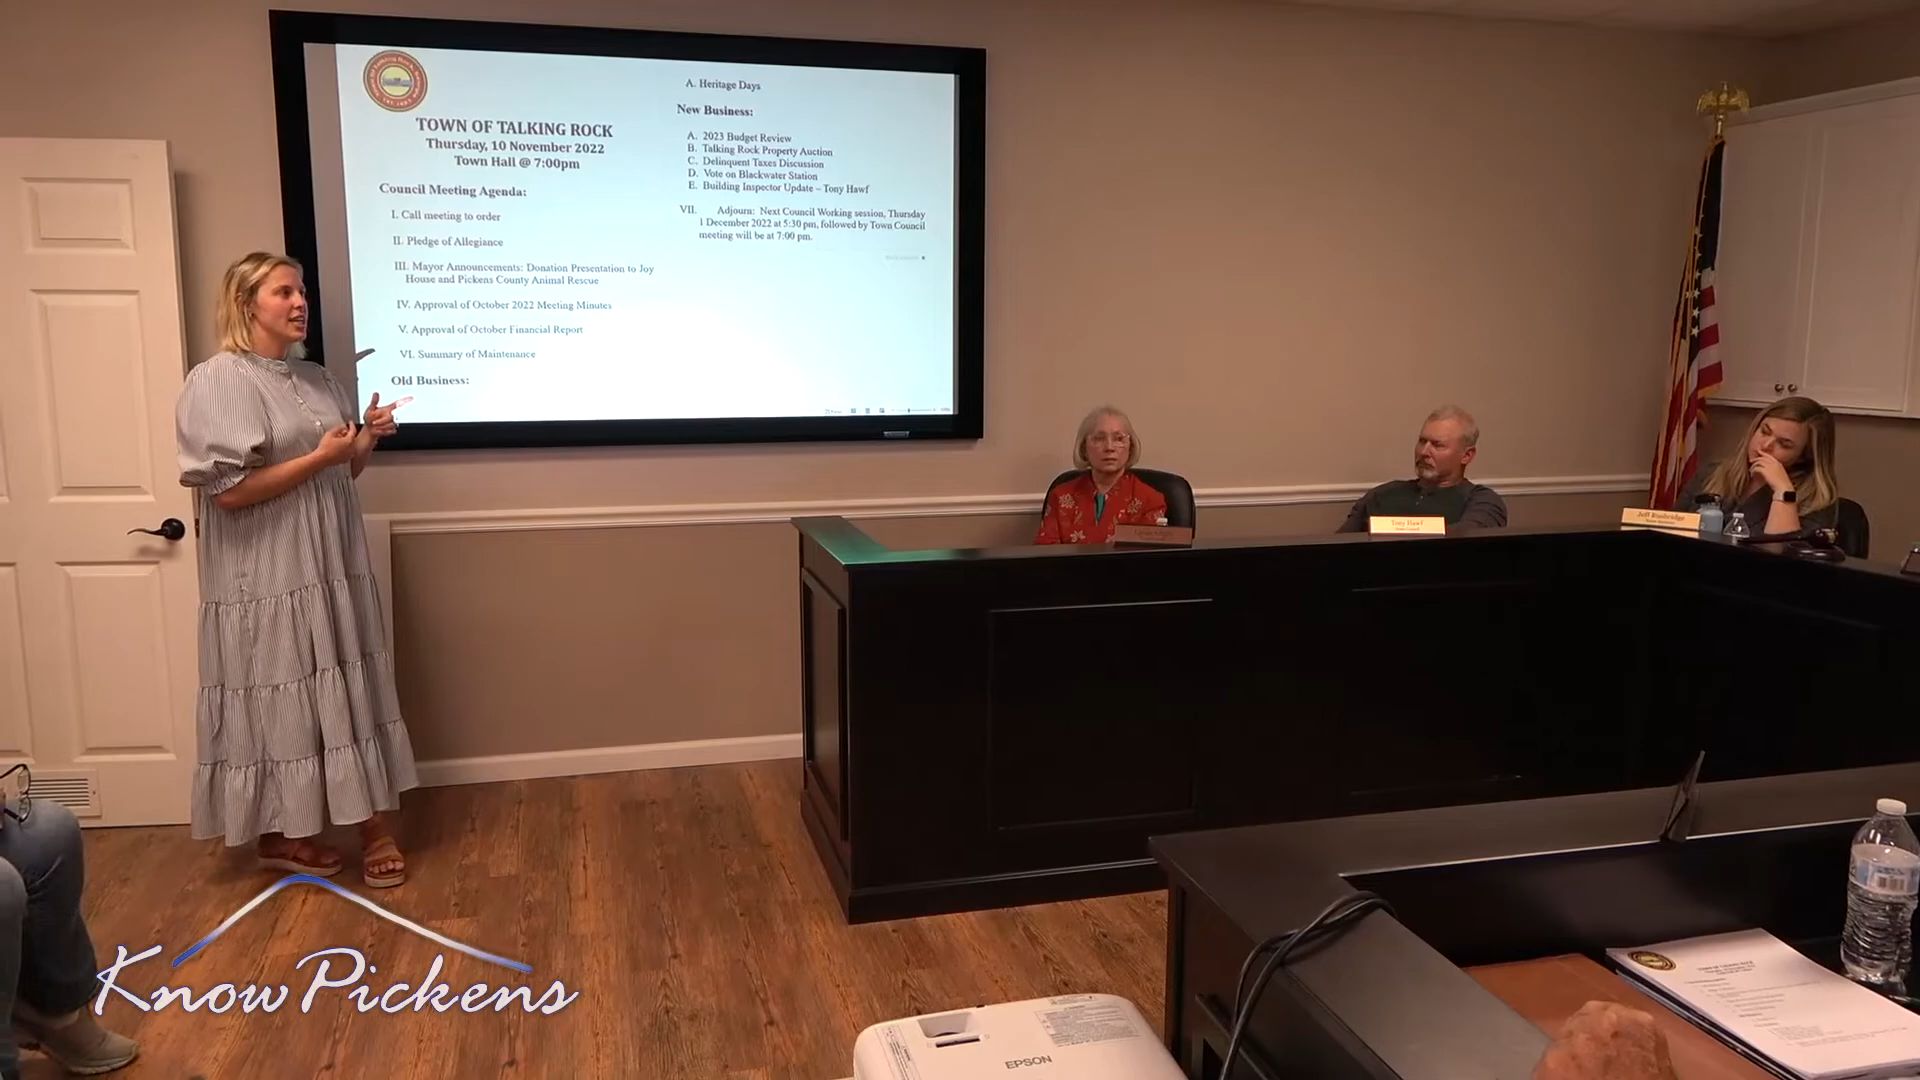 TOWN OF TALKING ROCK
Thursday, 10 November 2022
Town Hall @ 7:00pm
Council Meeting Agenda:
I. Call meeting to order
II. Pledge of Allegiance
III. Mayor Announcements: Donation Presentation to Joy
House and Pickens County Animal Rescue
IV. Approval of October 2022 Meeting Minutes
V. Approval of October Financial Report
VI. Summary of Maintenance
Old Business:
A. Heritage Days
New Business:
A. 2023 Budget Review
B. Talking Rock Property Auction
C. Delinquent Taxes Discussion
D. Vote on Blackwater Station
E. Building Inspector Update – Tony Hawf
VII. Adjourn: Next Council Working session, Thursday
1 December 2022 at 5:30 pm, followed by Town Council
meeting will be at 7:00 pm.
Tony Hawf
Jeff
KnowPickens
EPSON
TOWN OF TALKING ROCK